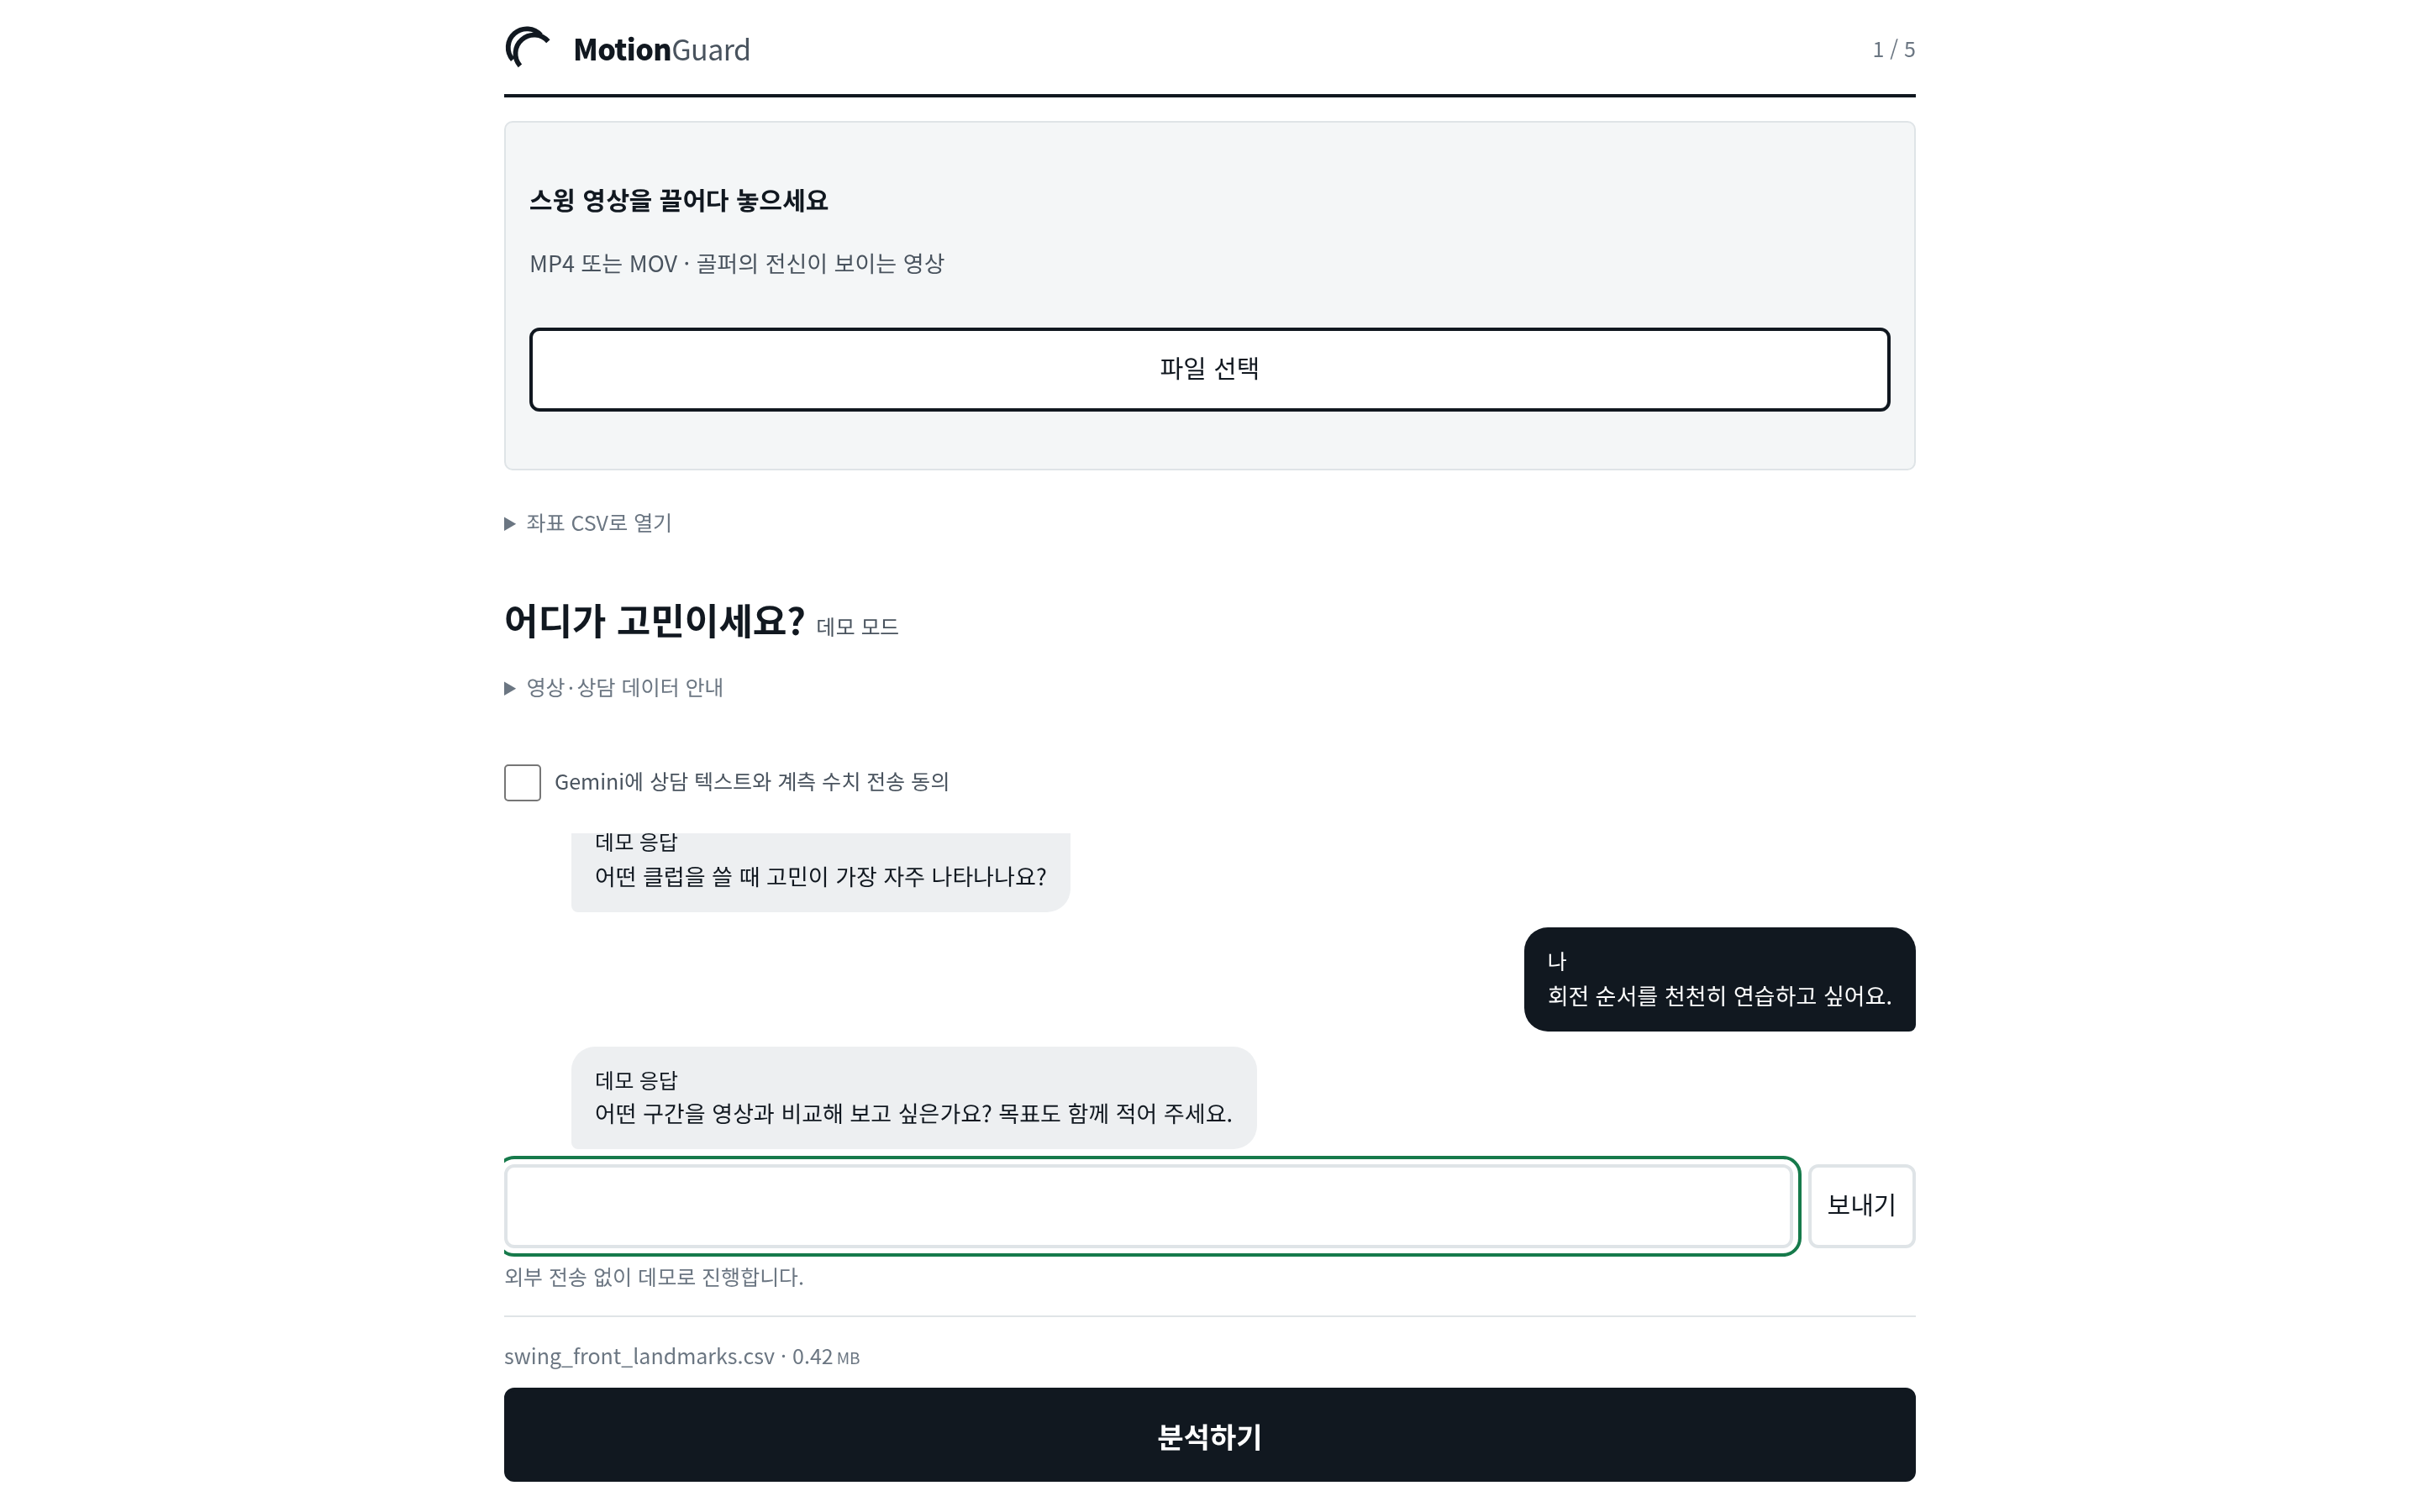 MotionGuard
1 / 5
스윙 영상을 끌어다 놓으세요
MP4 또는 MOV · 골퍼의 전신이 보이는 영상
파일 선택
▶ 좌표 CSV로 열기
어디가 고민이세요? 데모 모드
▶ 영상·상담 데이터 안내
Gemini에 상담 텍스트와 계측 수치 전송 동의
데모 응답
어떤 클럽을 쓸 때 고민이 가장 자주 나타나나요?
나
회전 순서를 천천히 연습하고 싶어요.
데모 응답
어떤 구간을 영상과 비교해 보고 싶은가요? 목표도 함께 적어 주세요.
보내기
외부 전송 없이 데모로 진행합니다.
swing_front_landmarks.csv · 0.42 MB
분석하기